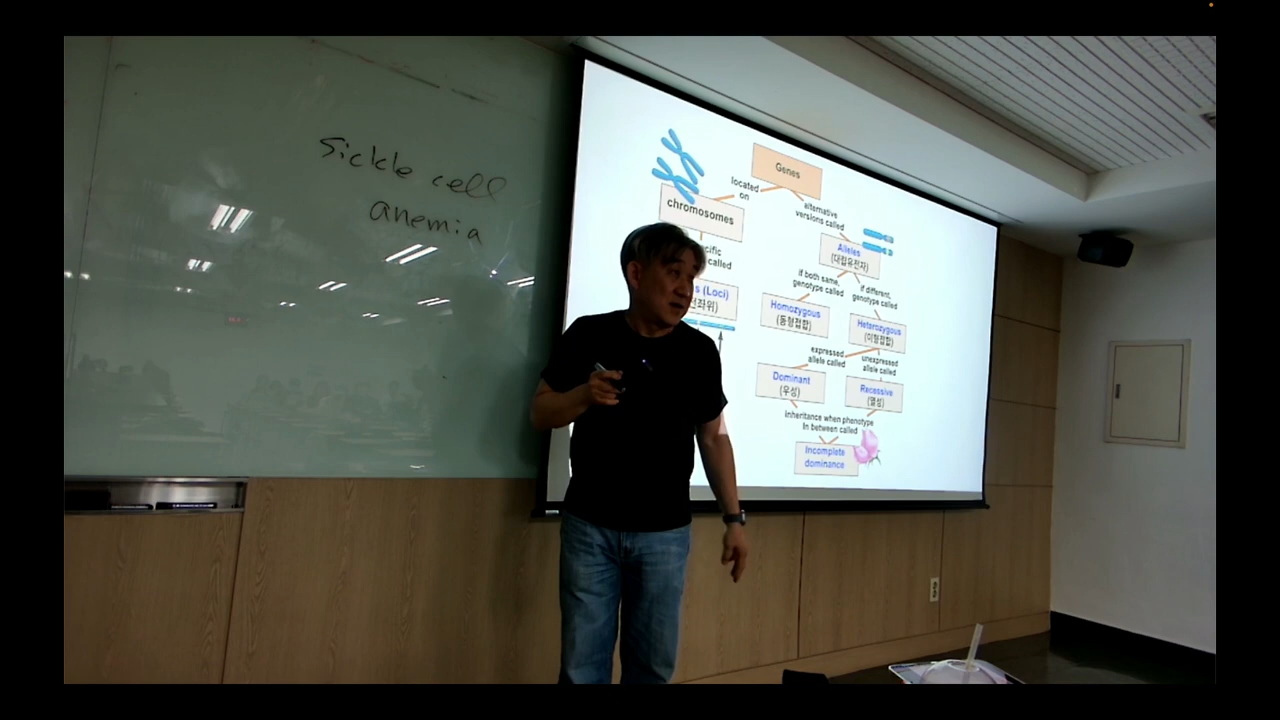 Sickle cell
anemia
Genes
located
on
chromosomes
alternative
versions called
Alleles
(대립유전자)
called
(Loci)
if both same,
genotype called
if different,
genotype called
Homozygous
(동형접합)
Heterozygous
(이형접합)
expressed
allele called
unexpressed
allele called
Dominant
(우성)
Recessive
(열성)
Inheritance when phenotype
In between called
Incomplete
dominance